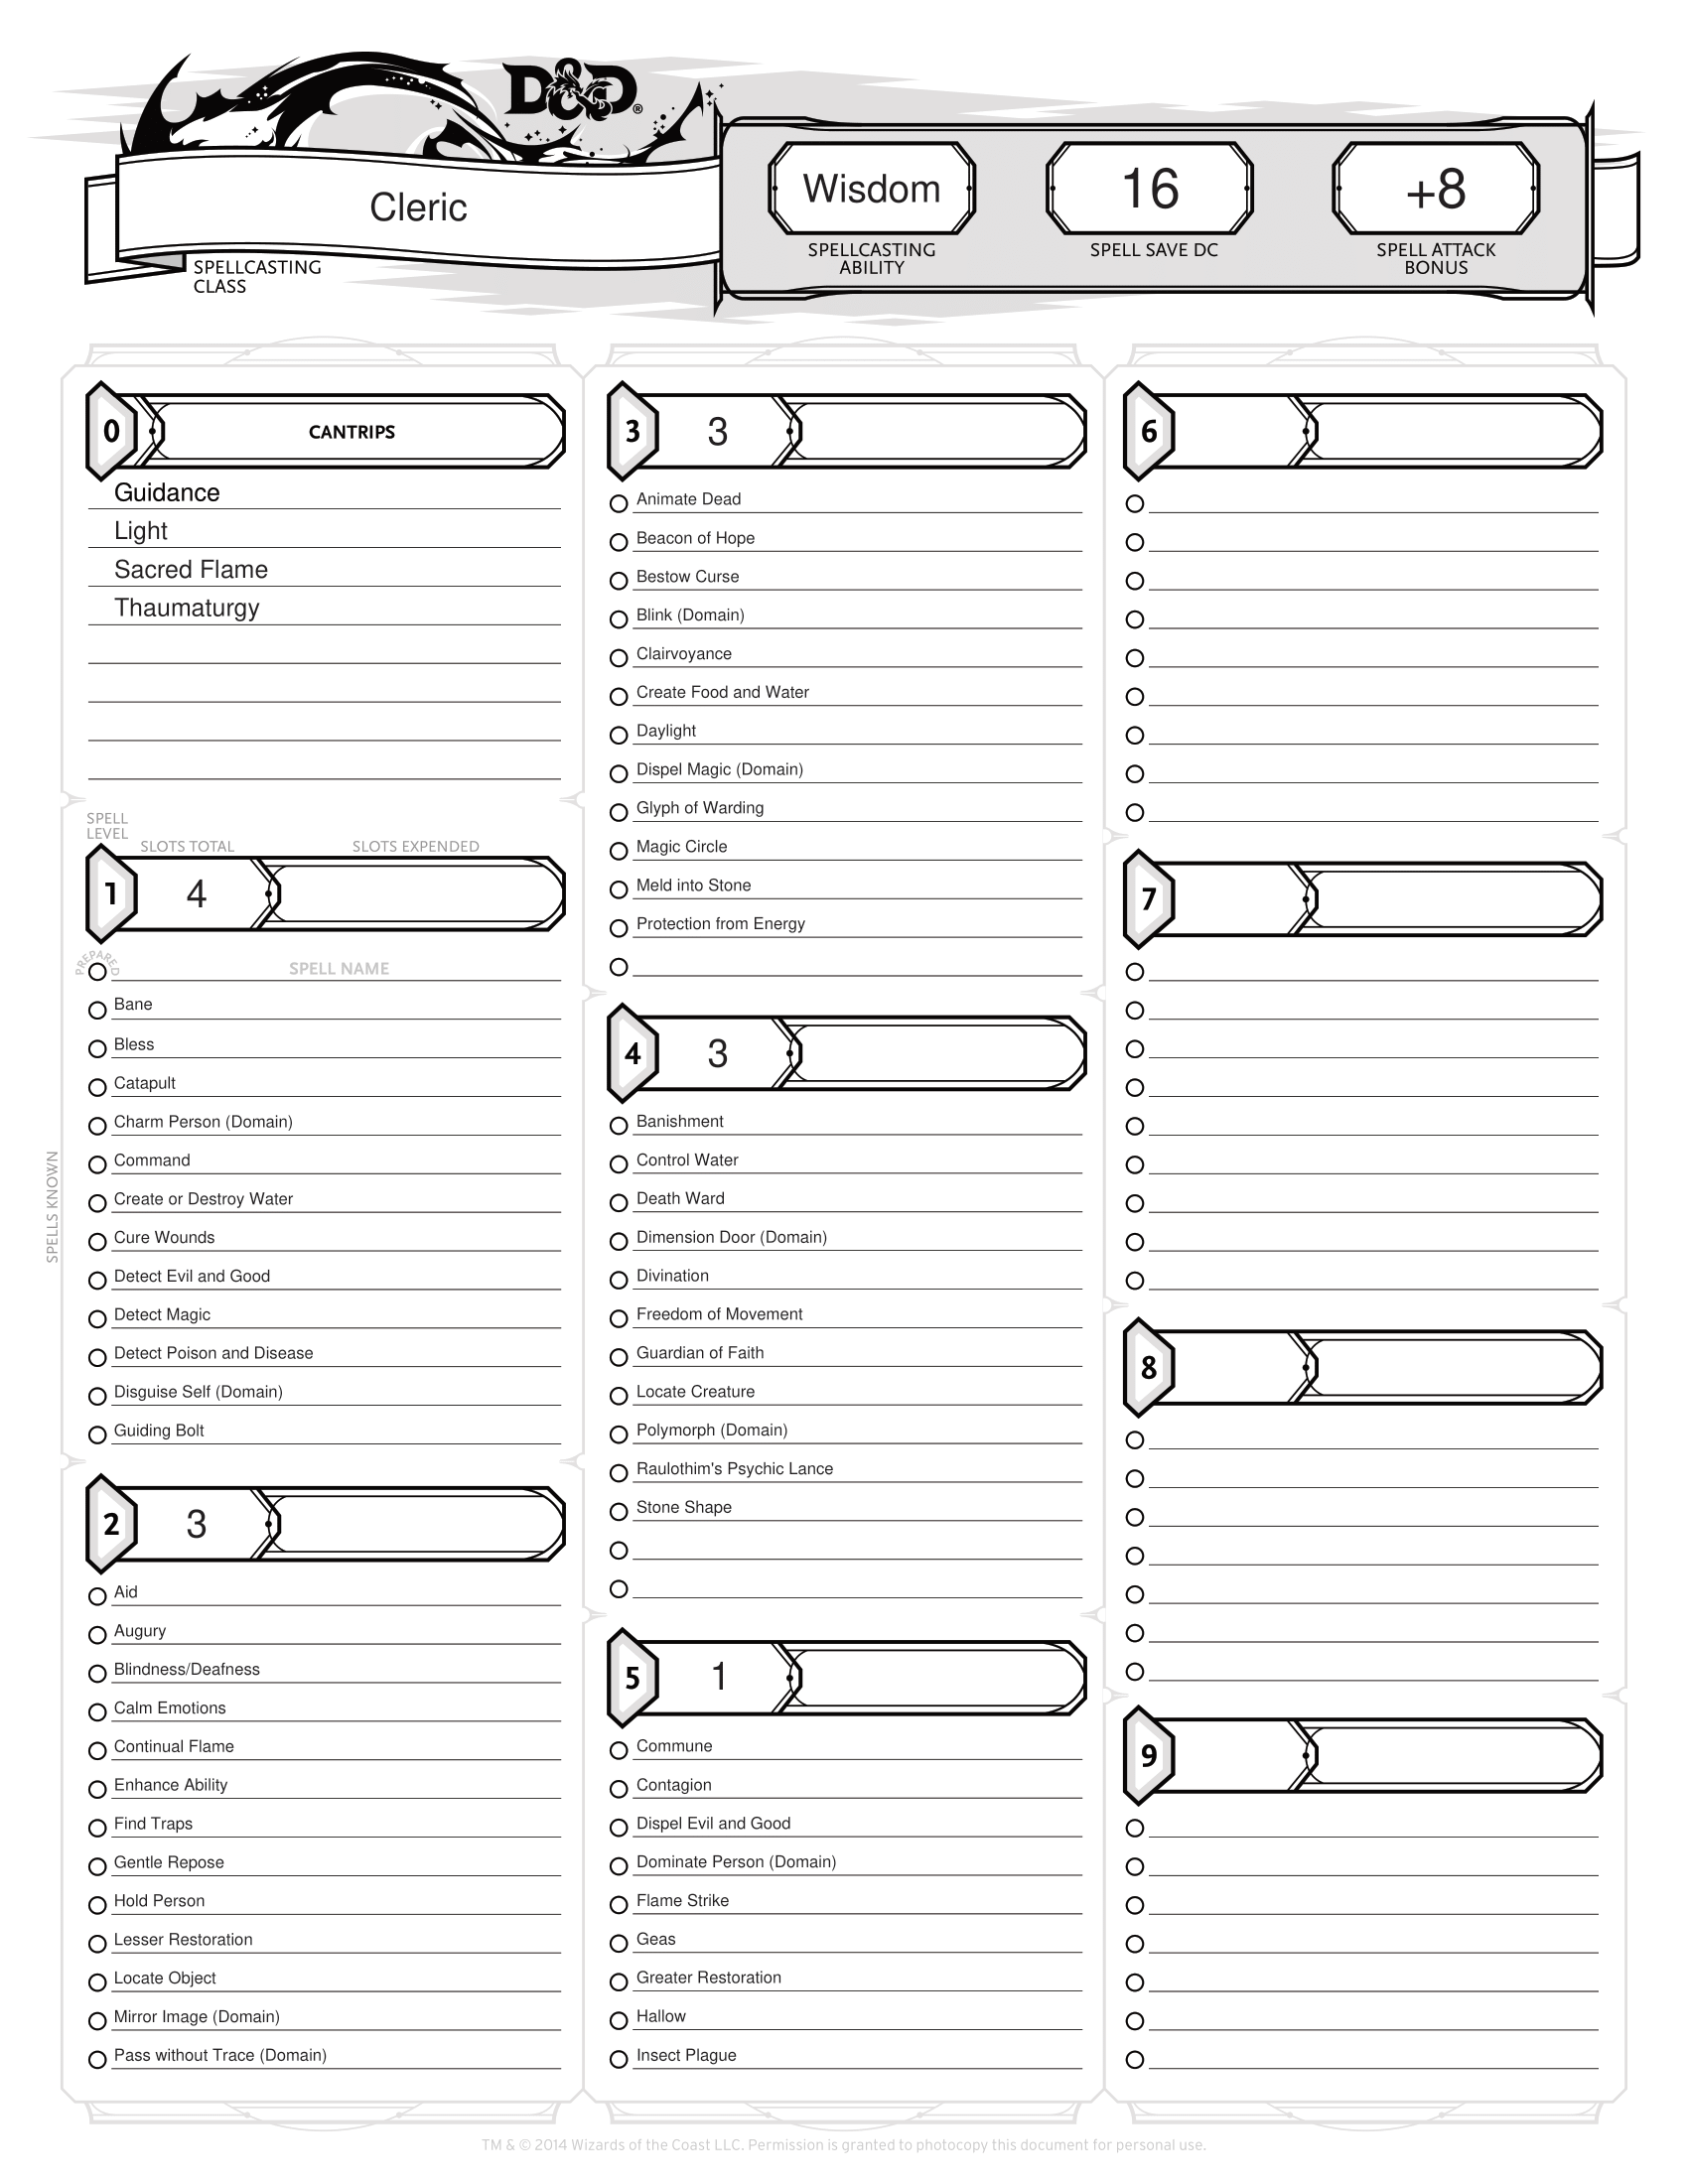 D&D®
Cleric
SPELLCASTING
CLASS
Wisdom
SPELLCASTING
ABILITY
16
SPELL SAVE DC
+8
SPELL ATTACK
BONUS
0
CANTRIPS
Guidance
Light
Sacred Flame
Thaumaturgy
SPELL
LEVEL
SLOTS TOTAL
SLOTS EXPENDED
1
4
PREPARED
SPELL NAME
SPELLS KNOWN
Bane
Bless
Catapult
Charm Person (Domain)
Command
Create or Destroy Water
Cure Wounds
Detect Evil and Good
Detect Magic
Detect Poison and Disease
Disguise Self (Domain)
Guiding Bolt
2
3
Aid
Augury
Blindness/Deafness
Calm Emotions
Continual Flame
Enhance Ability
Find Traps
Gentle Repose
Hold Person
Lesser Restoration
Locate Object
Mirror Image (Domain)
Pass without Trace (Domain)
3
3
Animate Dead
Beacon of Hope
Bestow Curse
Blink (Domain)
Clairvoyance
Create Food and Water
Daylight
Dispel Magic (Domain)
Glyph of Warding
Magic Circle
Meld into Stone
Protection from Energy
4
3
Banishment
Control Water
Death Ward
Dimension Door (Domain)
Divination
Freedom of Movement
Guardian of Faith
Locate Creature
Polymorph (Domain)
Raulothim's Psychic Lance
Stone Shape
5
1
Commune
Contagion
Dispel Evil and Good
Dominate Person (Domain)
Flame Strike
Geas
Greater Restoration
Hallow
Insect Plague
6
7
8
9
TM & © 2014 Wizards of the Coast LLC. Permission is granted to photocopy this document for personal use.